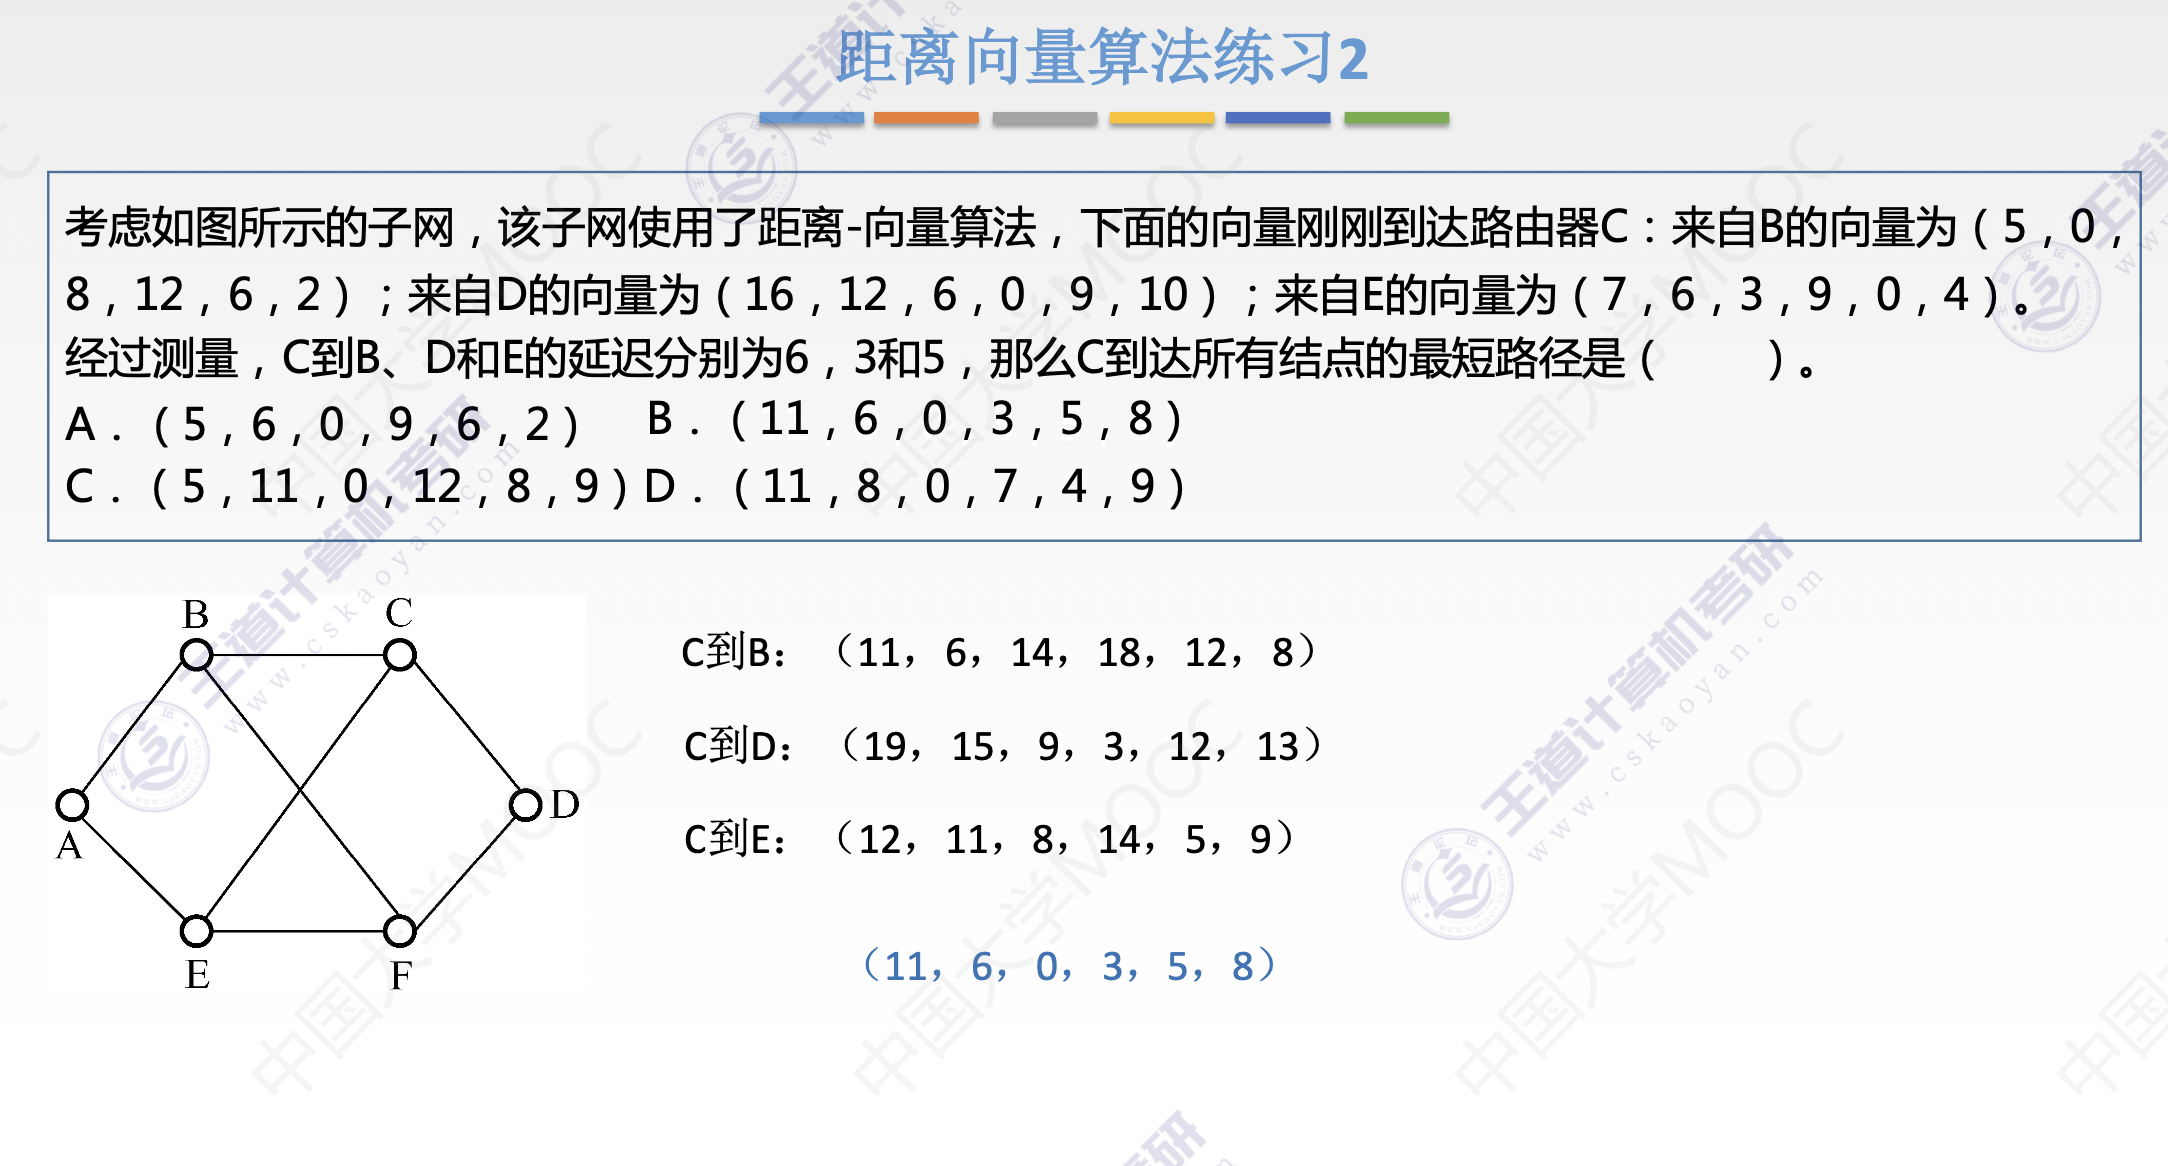 距离向量算法练习2
考虑如图所示的子网，该子网使用了距离-向量算法，下面的向量刚刚到达路由器C：来自B的向量为（5，0，
8，12，6，2）；来自D的向量为（16，12，6，0，9，10）；来自E的向量为（7，6，3，9，0，4）。
经过测量，C到B、D和E的延迟分别为6，3和5，那么C到达所有结点的最短路径是（　　）。
A．（5，6，0，9，6，2）　B．（11，6，0，3，5，8）
C．（5，11，0，12，8，9）D．（11，8，0，7，4，9）
B C
A D
E F
C到B：（11，6，14，18，12，8）
C到D：（19，15，9，3，12，13）
C到E：（12，11，8，14，5，9）
（11，6，0，3，5，8）
王道计算机考研
www.cskaoyan.com
中国大学MOOC